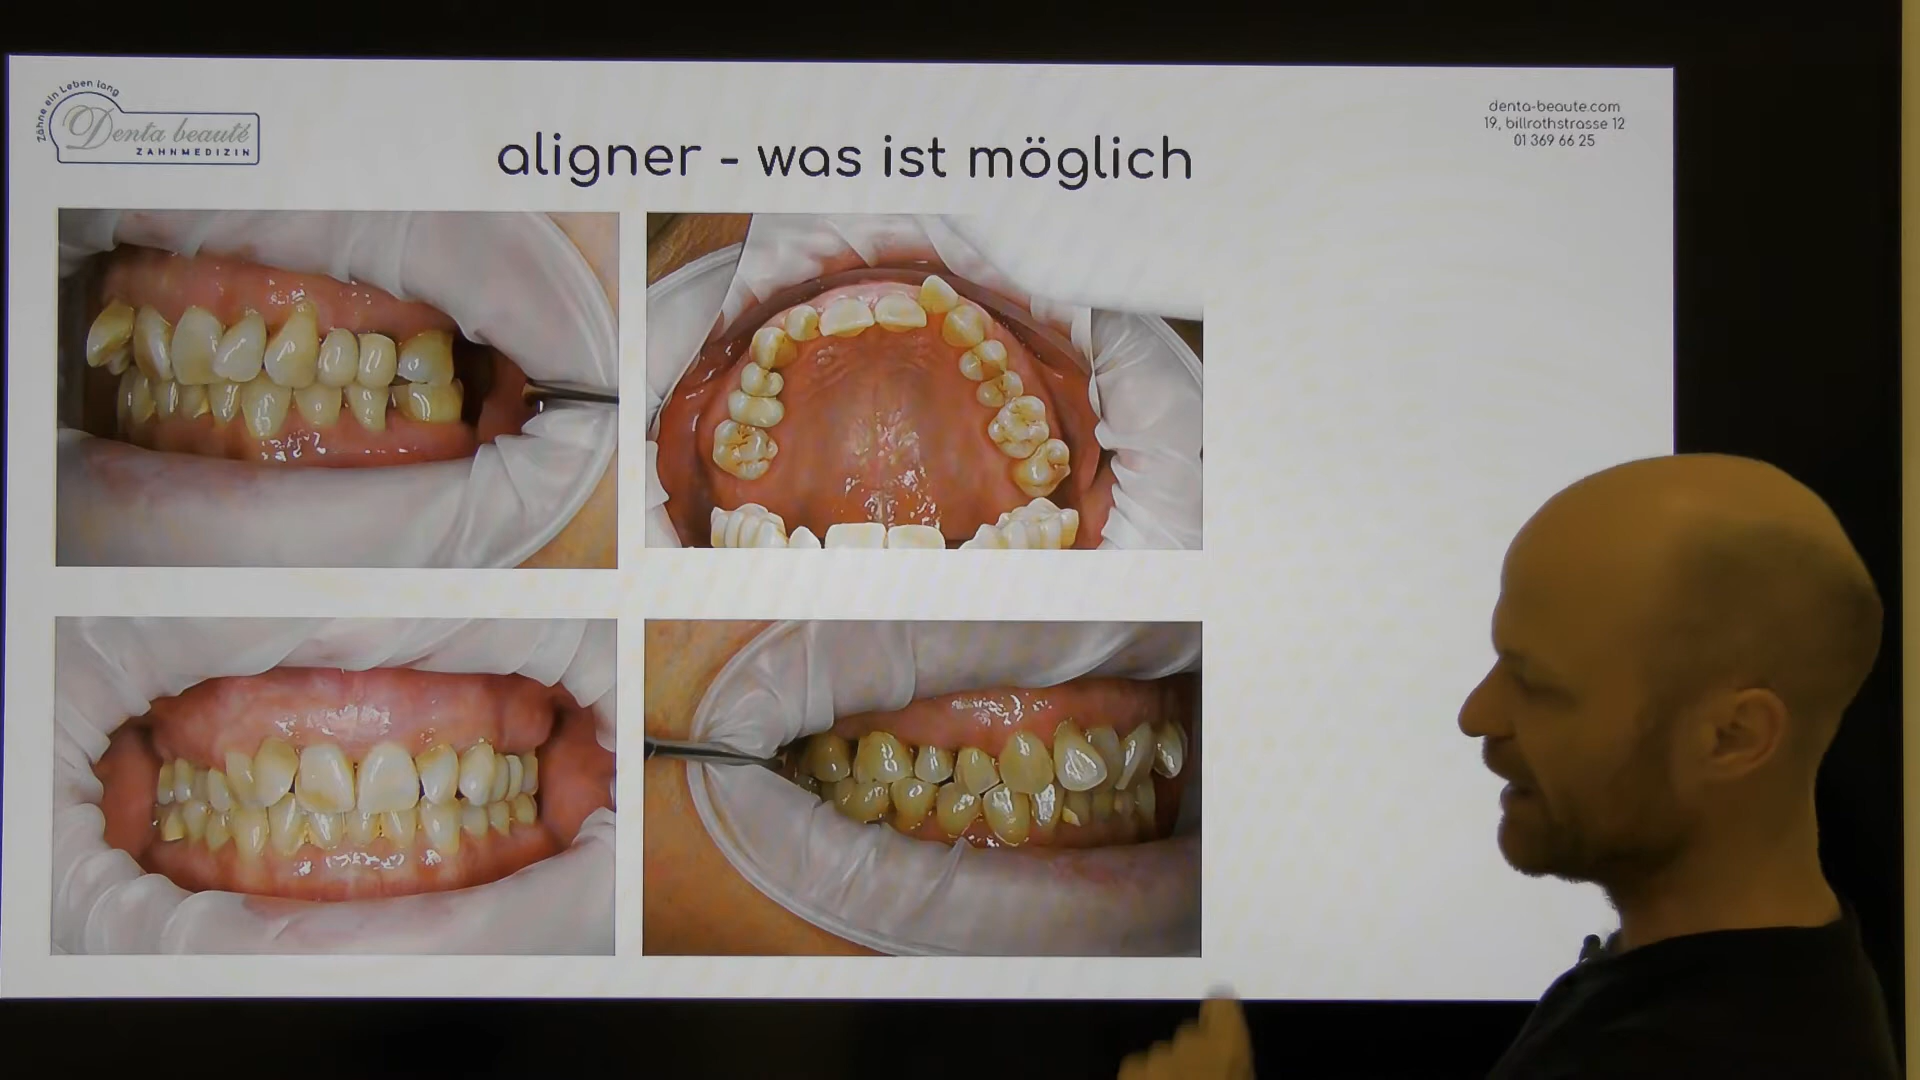 Zähne ein Leben lang
Denta beauté
ZAHNMEDIZIN
aligner - was ist möglich
denta-beaute.com
19, billrothstrasse 12
01 369 66 25